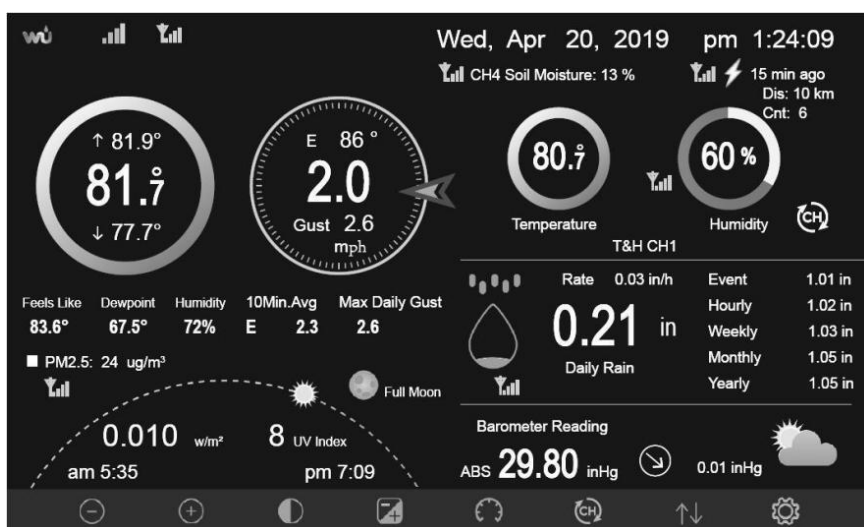 wu
Wed, Apr 20, 2019 pm 1:24:09
CH4 Soil Moisture: 13 %
15 min ago
Dis: 10 km
Cnt: 6
↑ 81.9°
81.7°
↓ 77.7°
E 86 °
2.0
Gust 2.6
mph
80.7°
Temperature
60 %
Humidity
CH
T&H CH1
Feels Like Dewpoint Humidity 10Min.Avg Max Daily Gust
83.6° 67.5° 72% E 2.3 2.6
PM2.5: 24 ug/m³
Full Moon
0.010 w/m² 8 UV Index
am 5:35 pm 7:09
Rate 0.03 in/h
0.21 in
Daily Rain
Event 1.01 in
Hourly 1.02 in
Weekly 1.03 in
Monthly 1.05 in
Yearly 1.05 in
Barometer Reading
ABS 29.80 inHg 0.01 inHg
CH